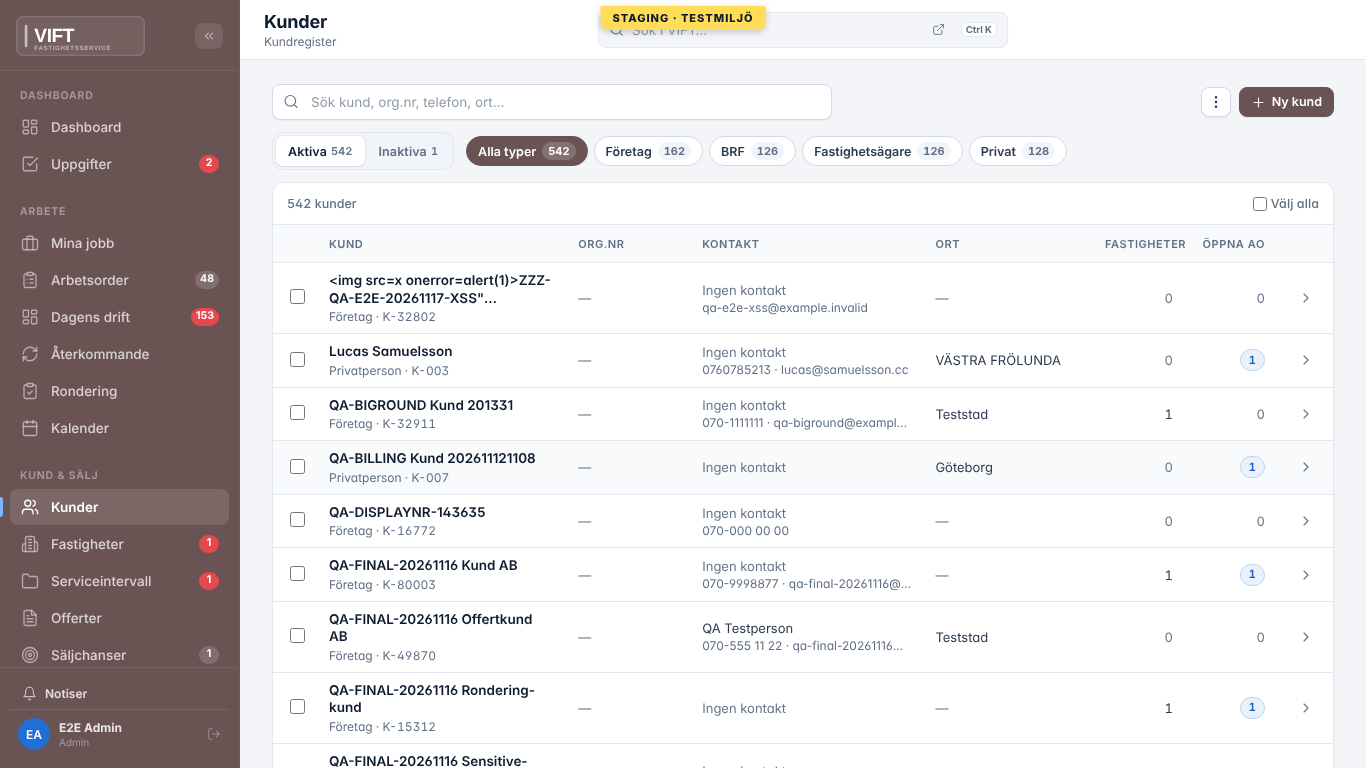 VIFT
FASTIGHETSSERVICE
DASHBOARD
Dashboard
Uppgifter 2
ARBETE
Mina jobb
Arbetsorder 48
Dagens drift 153
Återkommande
Rondering
Kalender
KUND & SÄLJ
Kunder
Fastigheter 1
Serviceintervall 1
Offerter
Säljchanser 1
Notiser
EA
E2E Admin
Admin
Kunder
Kundregister
STAGING · TESTMILJÖ
Sök i VIFT...
Ctrl K
Sök kund, org.nr, telefon, ort...
Ny kund
Aktiva 542
Inaktiva 1
Alla typer 542
Företag 162
BRF 126
Fastighetsägare 126
Privat 128
542 kunder
Välj alla
KUND ORG.NR KONTAKT ORT FASTIGHETER ÖPPNA AO
<img src=x onerror=alert(1)>ZZZ-
QA-E2E-20261117-XSS"...
Företag · K-32802
—
Ingen kontakt
qa-e2e-xss@example.invalid
—
0
0
Lucas Samuelsson
Privatperson · K-003
—
Ingen kontakt
0760785213 · lucas@samuelsson.cc
VÄSTRA FRÖLUNDA
0
1
QA-BIGROUND Kund 201331
Företag · K-32911
—
Ingen kontakt
070-1111111 · qa-biground@exampl...
Teststad
1
0
QA-BILLING Kund 202611121108
Privatperson · K-007
—
Ingen kontakt
Göteborg
0
1
QA-DISPLAYNR-143635
Företag · K-16772
—
Ingen kontakt
070-000 00 00
—
0
0
QA-FINAL-20261116 Kund AB
Företag · K-80003
—
Ingen kontakt
070-9998877 · qa-final-20261116@...
—
1
1
QA-FINAL-20261116 Offertkund
AB
Företag · K-49870
—
QA Testperson
070-555 11 22 · qa-final-20261116...
Teststad
0
0
QA-FINAL-20261116 Rondering-
kund
Företag · K-15312
—
Ingen kontakt
—
1
1
QA-FINAL-20261116 Sensitive-